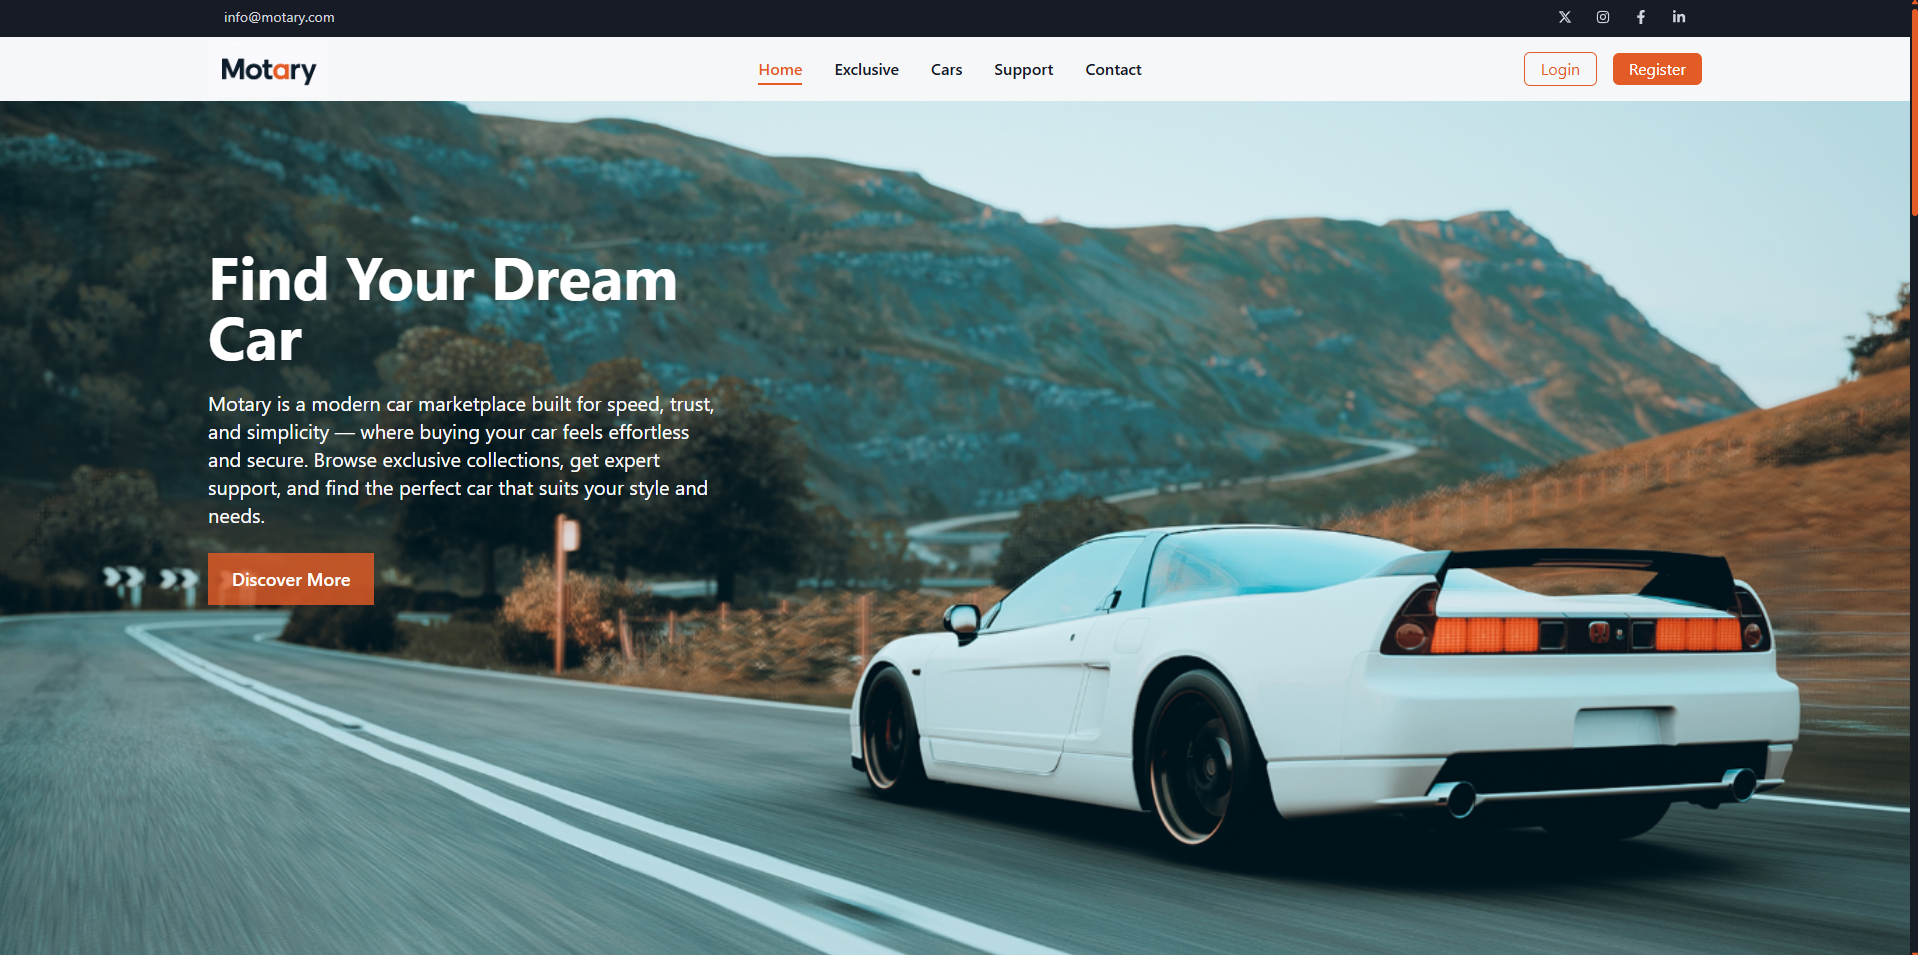 info@motary.com
Motary
Home Exclusive Cars Support Contact
Login Register
Find Your Dream
Car
Motary is a modern car marketplace built for speed, trust,
and simplicity — where buying your car feels effortless
and secure. Browse exclusive collections, get expert
support, and find the perfect car that suits your style and
needs.
Discover More